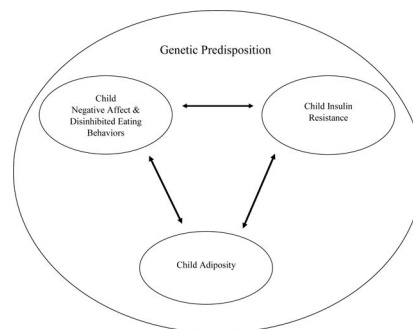 Genetic Predisposition
Child
Negative Affect &
Disinhibited Eating
Behaviors
Child Insulin
Resistance
Child Adiposity